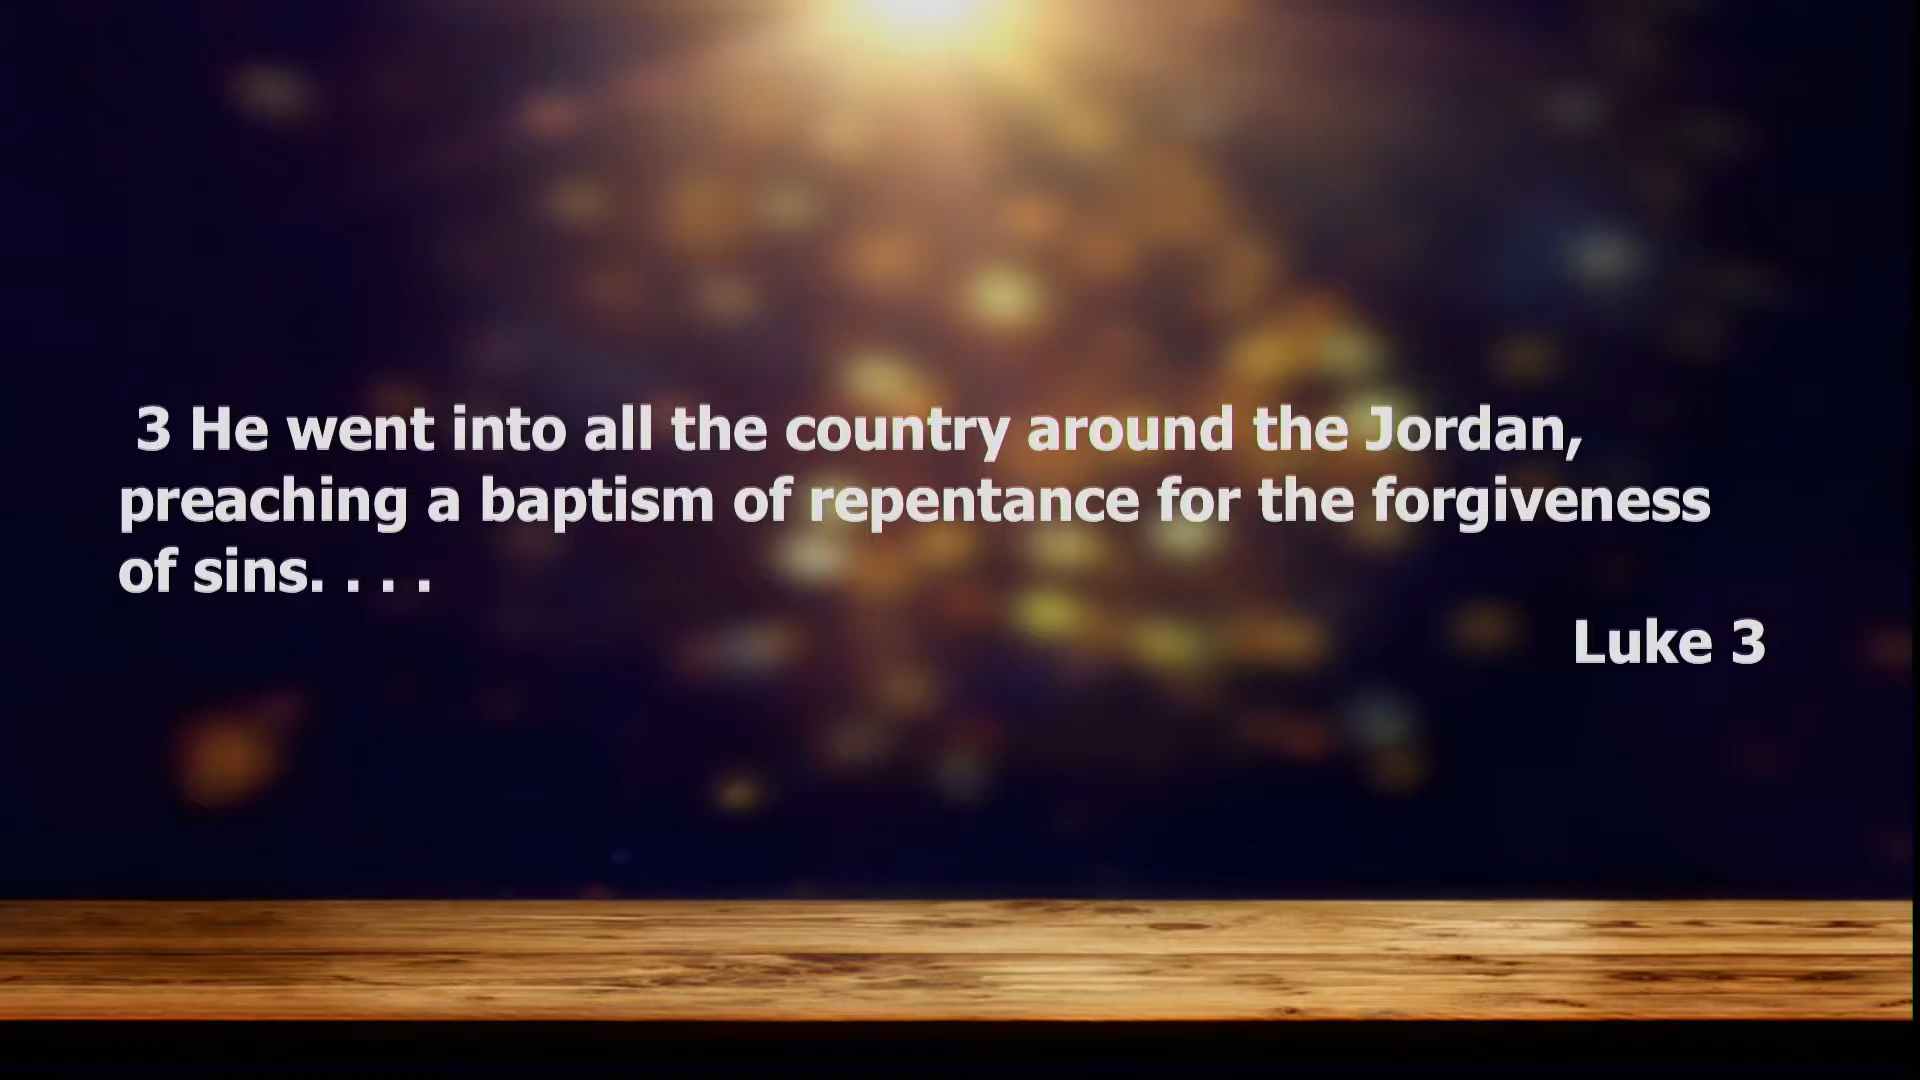 3 He went into all the country around the Jordan,
preaching a baptism of repentance for the forgiveness
of sins. . . .
Luke 3